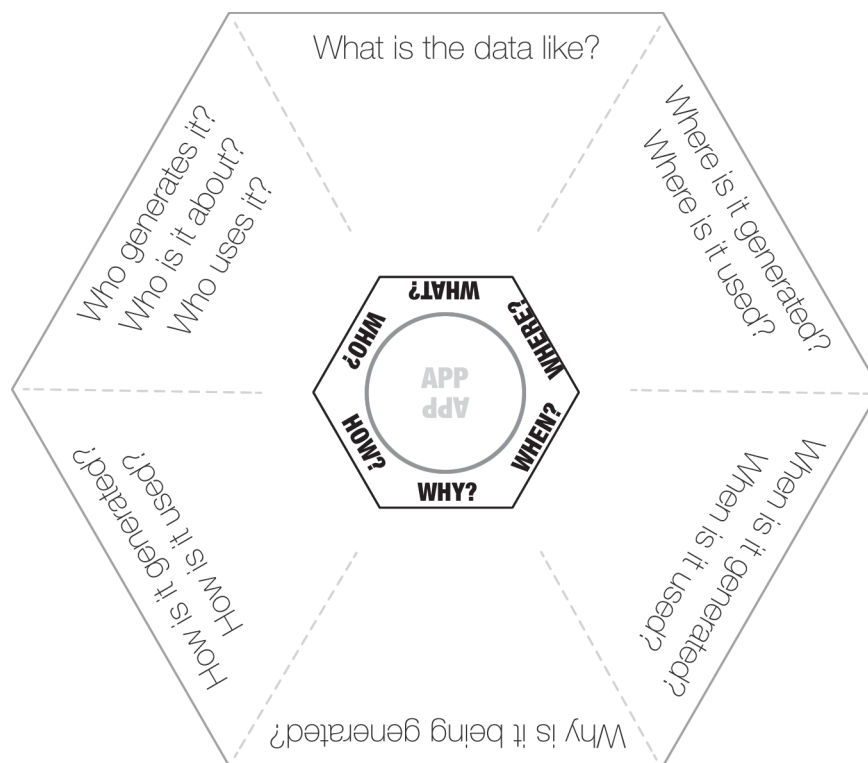 What is the data like?
Where is it generated?
Where is it used?
When is it generated?
When is it used?
Why is it being generated?
How is it generated?
How is it used?
Who generates it?
Who is it about?
Who uses it?
WHAT?
WHERE?
WHEN?
WHY?
HOW?
WHO?
APP
APP